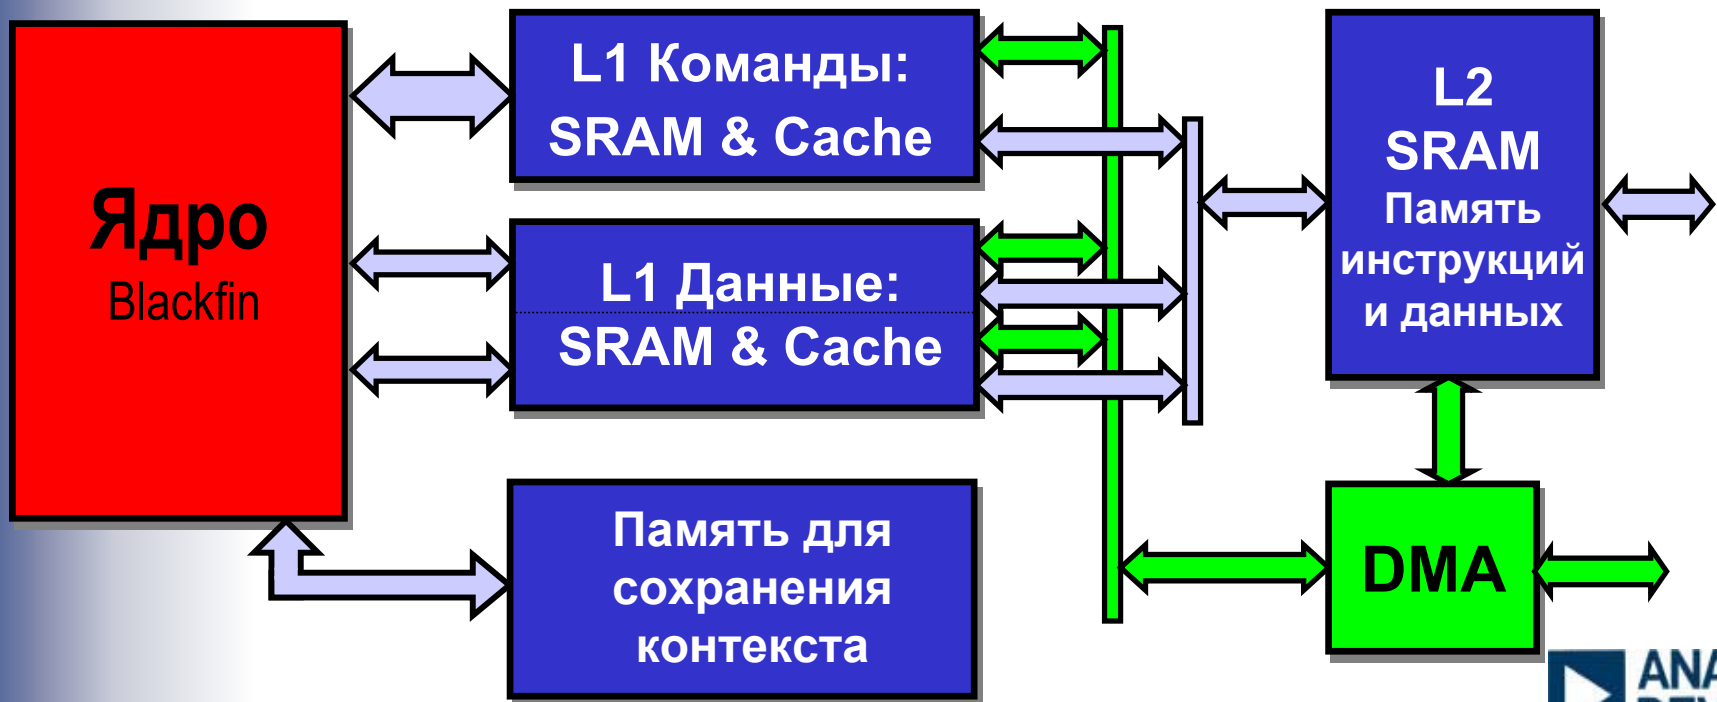 Ядро
Blackfin
L1 Команды:
SRAM & Cache
L1 Данные:
SRAM & Cache
Память для
сохранения
контекста
L2
SRAM
Память
инструкций
и данных
DMA